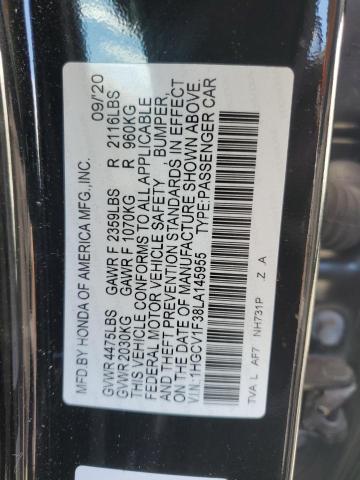 MFD.BY HONDA OF AMERICA MFG.,INC. 09/'20
GVWR 4475LBS GAWR F 2359LBS R 2116LBS
GVWR 2030KG GAWR F 1070KG R 960KG
THIS VEHICLE CONFORMS TO ALL APPLICABLE
FEDERAL MOTOR VEHICLE SAFETY, BUMPER,
AND THEFT PREVENTION STANDARDS IN EFFECT
ON THE DATE OF MANUFACTURE SHOWN ABOVE.
V.I.N.:1HGCV1F38LA145955 TYPE:PASSENGER CAR
TVA L AF7 NH731P .Z A